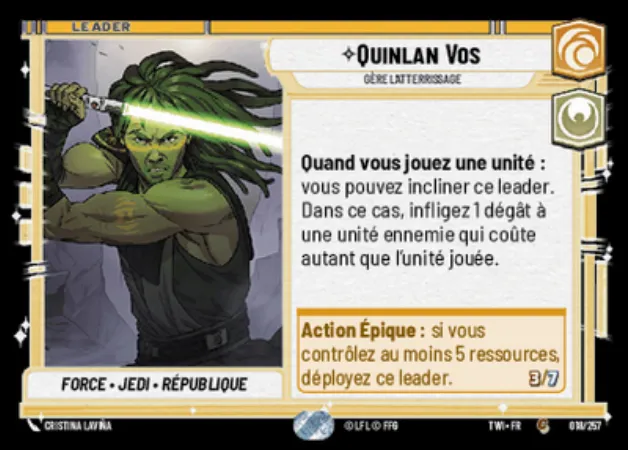 LEADER
QUINLAN VOS
GÈRE L'ATTERRISSAGE
Quand vous jouez une unité :
vous pouvez incliner ce leader.
Dans ce cas, infligez 1 dégât à
une unité ennemie qui coûte
autant que l'unité jouée.
Action Épique : si vous
contrôlez au moins 5 ressources,
déployez ce leader. 3/7
FORCE • JEDI • RÉPUBLIQUE
CRISTINA LAVIÑA
© LFL © FFG
TWI • FR
018/257